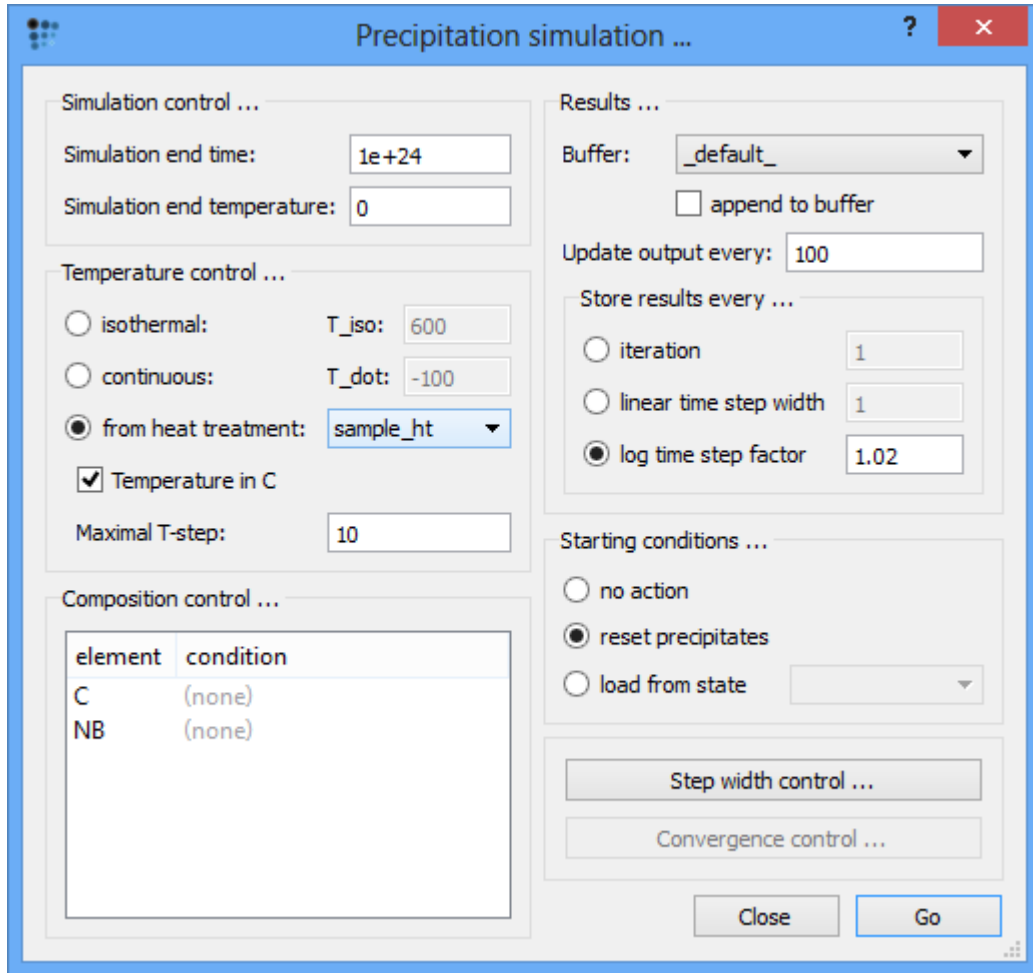 Precipitation simulation ...
?
×
Simulation control ...
Simulation end time: 1e+24
Simulation end temperature: 0
Temperature control ...
isothermal: T_iso: 600
continuous: T_dot: -100
from heat treatment: sample_ht
Temperature in C
Maximal T-step: 10
Composition control ...
element condition
C (none)
NB (none)
Results ...
Buffer: _default_
append to buffer
Update output every: 100
Store results every ...
iteration 1
linear time step width 1
log time step factor 1.02
Starting conditions ...
no action
reset precipitates
load from state
Step width control ...
Convergence control ...
Close Go